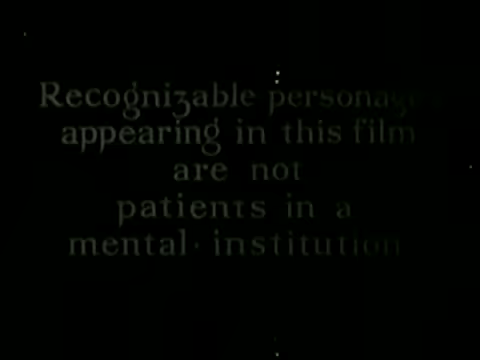 Recognizable personages
appearing in this film
are not
patients in a
mental institution